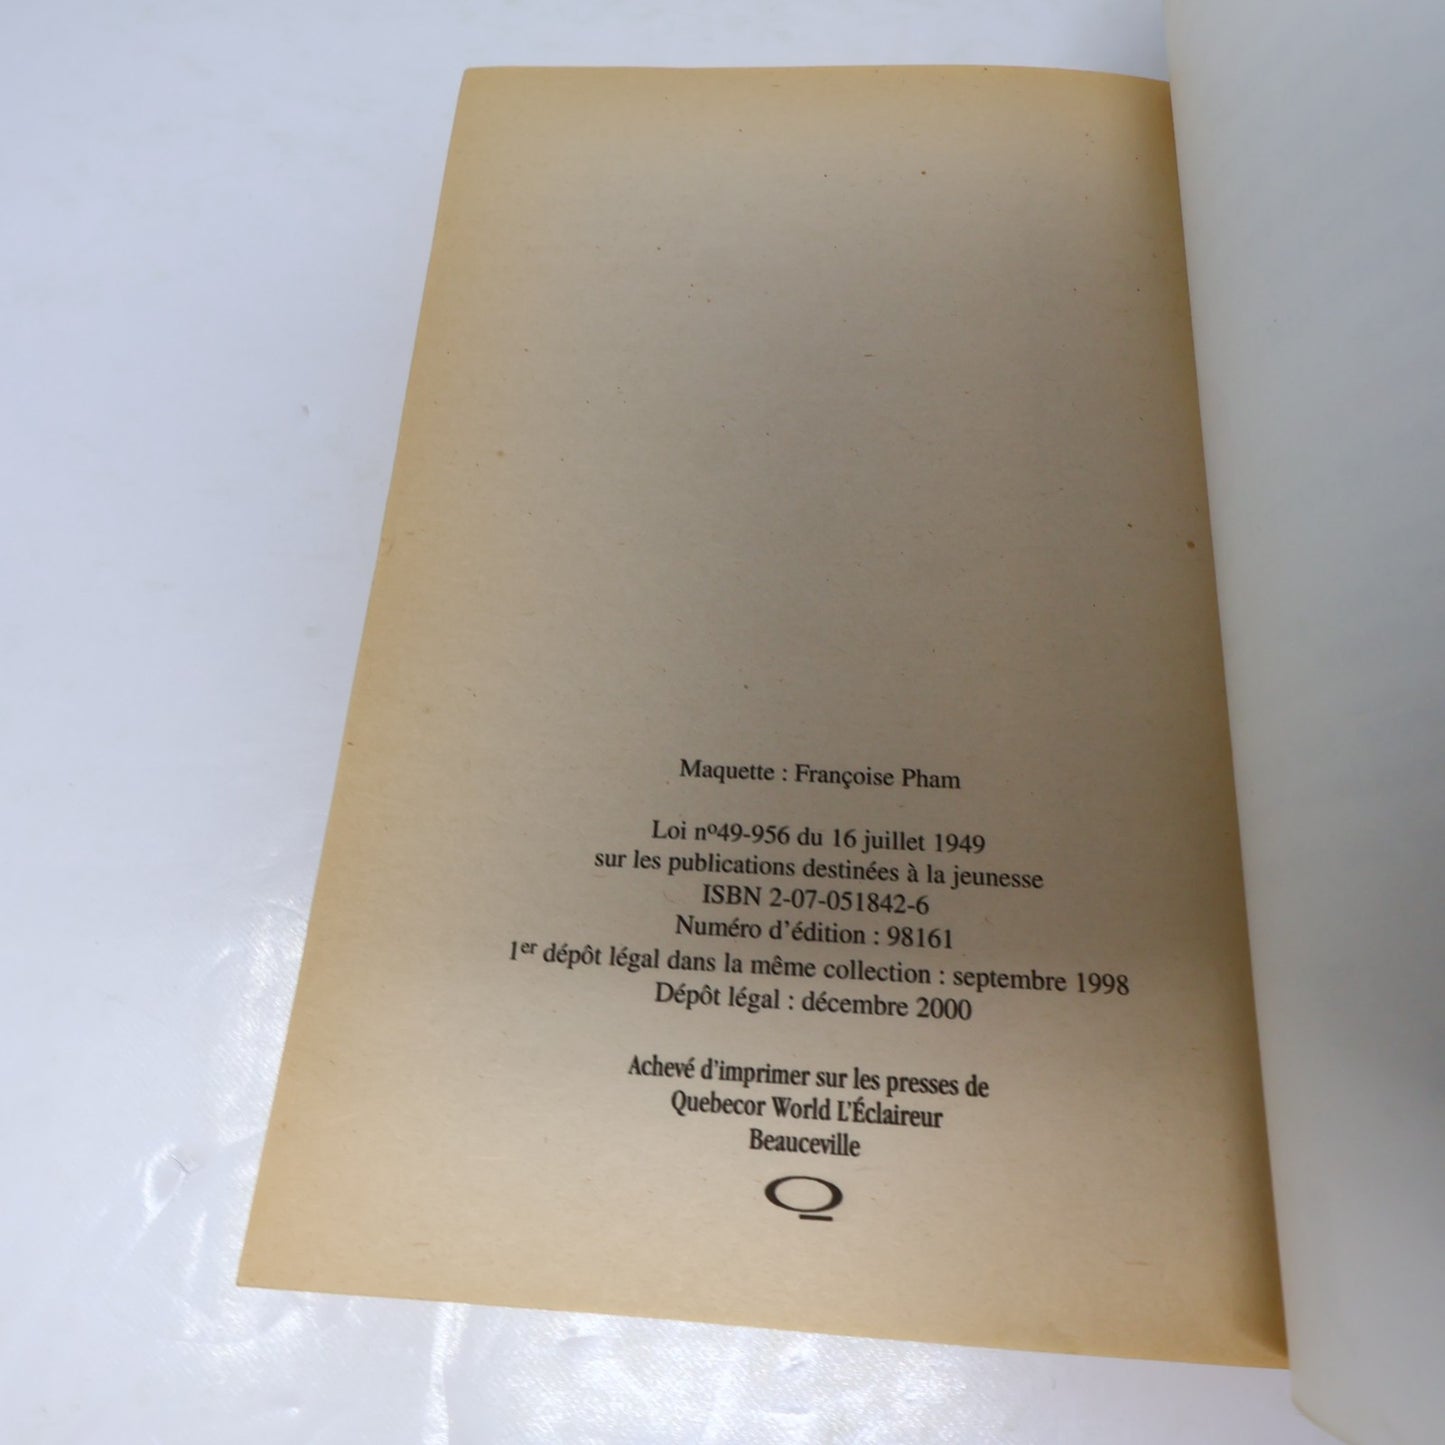 Maquette : Françoise Pham
Loi nº49-956 du 16 juillet 1949
sur les publications destinées à la jeunesse
ISBN 2-07-051842-6
Numéro d'édition : 98161
1er dépôt légal dans la même collection : septembre 1998
Dépôt légal : décembre 2000
Achevé d'imprimer sur les presses de
Quebecor World L'Éclaireur
Beauceville